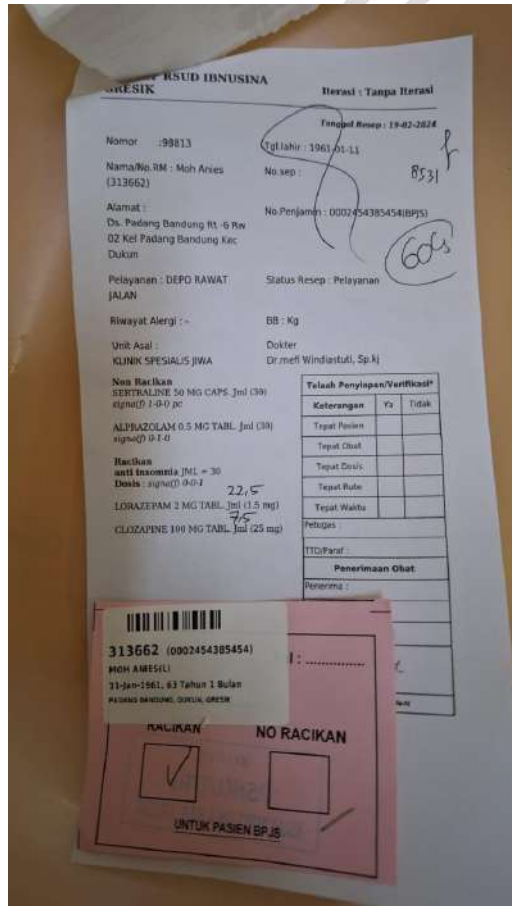 RSUD IBNUSINA
GRESIK
Iterasi : Tanpa Iterasi
Tanggal Resep : 19-02-2024
Nomor :99813
Tgl.lahir : 1961-01-11
Nama/No.RM : Moh Anies
(313662)
No.sep :
8531
Alamat :
Ds. Padang Bandung Rt -6 Rw
02 Kel Padang Bandung Kec
Dukun
No.Penjamin : 0002454385454(BPJS)
Pelayanan : DEPO RAWAT
JALAN
Status Resep : Pelayanan
Riwayat Alergi : -
BB : Kg
Unit Asal :
KLINIK SPESIALIS JIWA
Dokter
Dr.mefi Windiastuti, Sp.kj
Non Racikan
SERTRALINE 50 MG CAPS. Jml (30)
signa(f) 1-0-0 pc
ALPRAZOLAM 0.5 MG TABL. Jml (30)
signa(f) 0-1-0
Racikan
anti insomnia JML = 30
Dosis : signa(f) 0-0-1
22,5
LORAZEPAM 2 MG TABL. Jml (1.5 mg)
7,5
CLOZAPINE 100 MG TABL. Jml (25 mg)
Telaah Penyiapan/Verifikasi*
Keterangan Ya Tidak
Tepat Pasien
Tepat Obat
Tepat Dosis
Tepat Rute
Tepat Waktu
Petugas :
TTD/Paraf :
Penerimaan Obat
Penerima :
313662 (0002454385454)
MOH ANIES(L)
11-Jan-1961, 63 Tahun 1 Bulan
PADANG BANDUNG, DUKUN, GRESIK
RACIKAN
NO RACIKAN
UNTUK PASIEN BPJS